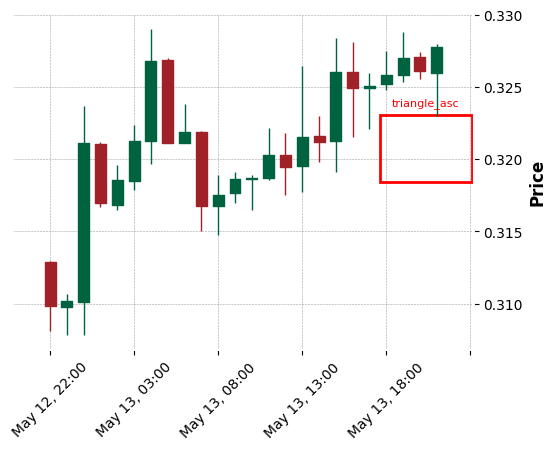 0.330
0.325
triangle_asc
0.320
0.315
0.310
Price
May 12, 22:00
May 13, 03:00
May 13, 08:00
May 13, 13:00
May 13, 18:00